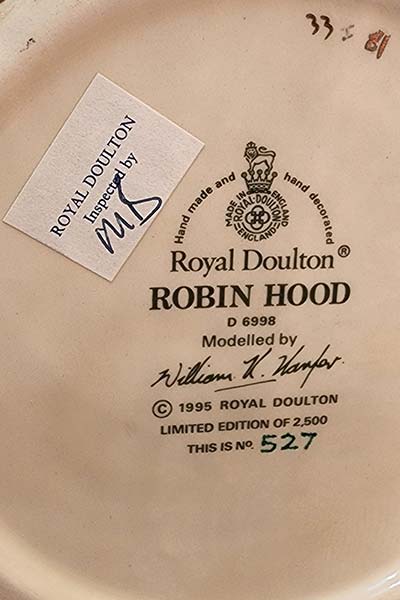 33 I 81
ROYAL DOULTON
Inspected by
Hand made and hand decorated
MADE IN ENGLAND
ROYAL-DOULTON
ENGLAND
Royal Doulton®
ROBIN HOOD
D 6998
Modelled by
William K. Harper.
© 1995 ROYAL DOULTON
LIMITED EDITION OF 2,500
THIS IS No. 527